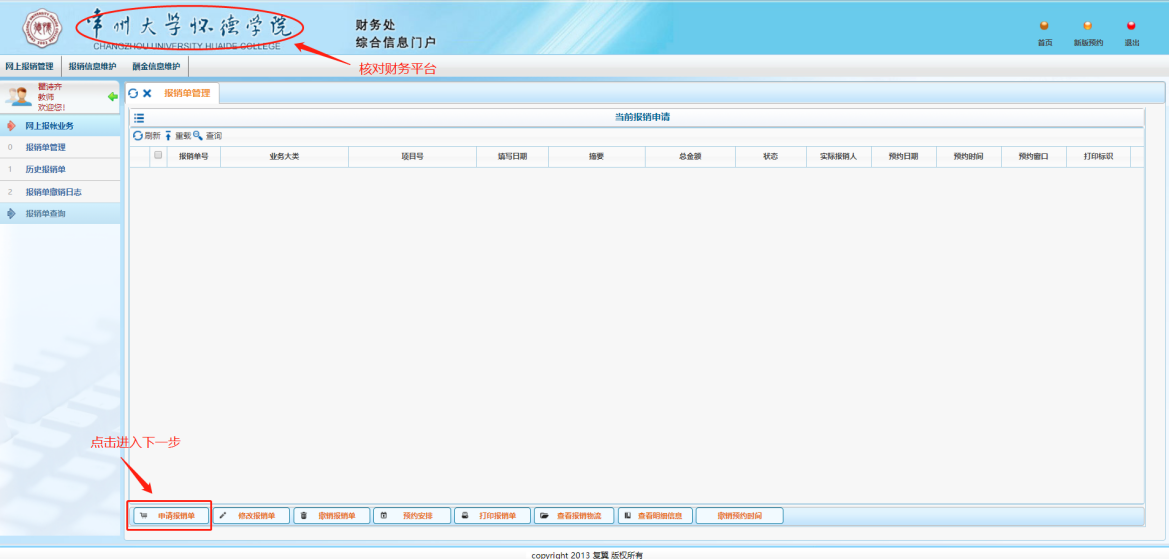 常州大学怀德学院
CHANGZHOU UNIVERSITY HUAIDE COLLEGE
财务处
综合信息门户
首页 新版预约 退出
核对财务平台
网上报销管理 报销信息维护 酬金信息维护
瞿诗齐
教师
欢迎您!
报销单管理
网上报帐业务
当前报销申请
刷新 重载 查询
0 报销单管理
报销单号 业务大类 项目号 填写日期 摘要 总金额 状态 实际报销人 预约日期 预约时间 预约窗口 打印标识
1 历史报销单
2 报销单撤销日志
报销单查询
点击进入下一步
申请报销单 修改报销单 撤销报销单 预约安排 打印报销单 查看报销物流 查看明细信息 撤销预约时间
copyright 2013 复翼 版权所有